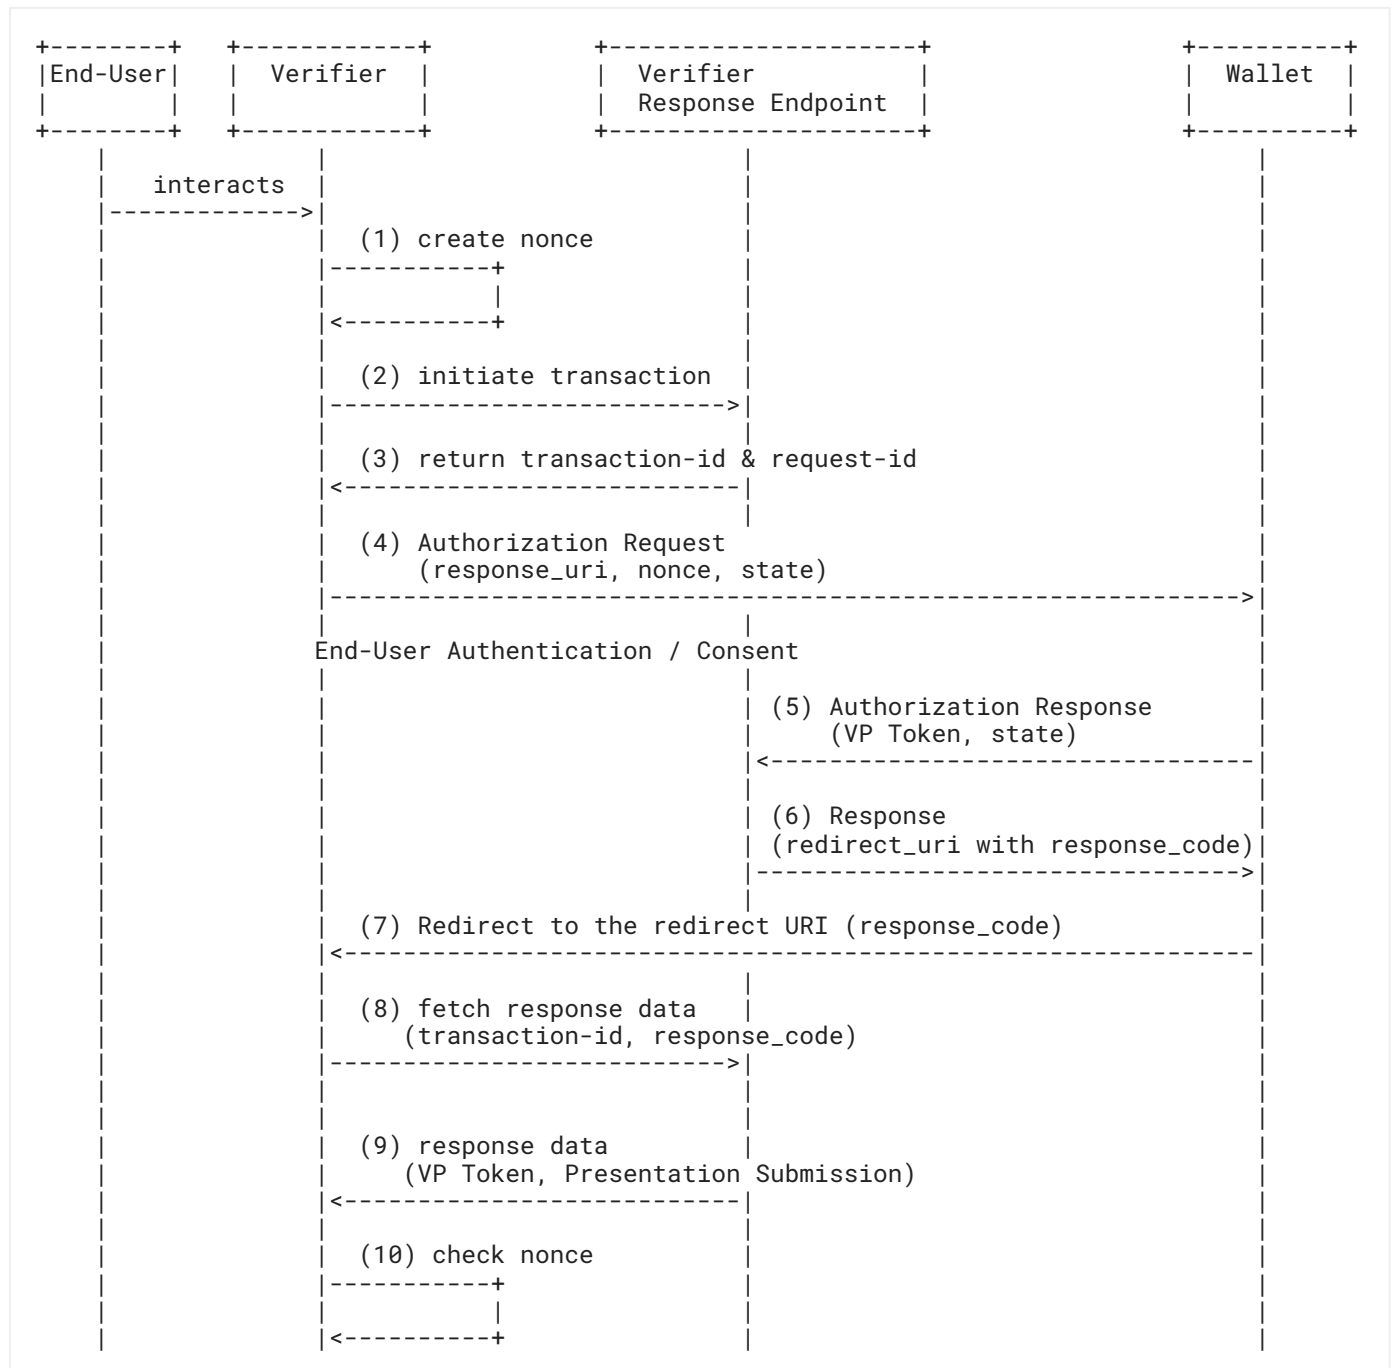 End-User Verifier Verifier Wallet
Response Endpoint
interacts
(1) create nonce
(2) initiate transaction
(3) return transaction-id & request-id
(4) Authorization Request
(response_uri, nonce, state)
End-User Authentication / Consent
(5) Authorization Response
(VP Token, state)
(6) Response
(redirect_uri with response_code)
(7) Redirect to the redirect URI (response_code)
(8) fetch response data
(transaction-id, response_code)
(9) response data
(VP Token, Presentation Submission)
(10) check nonce